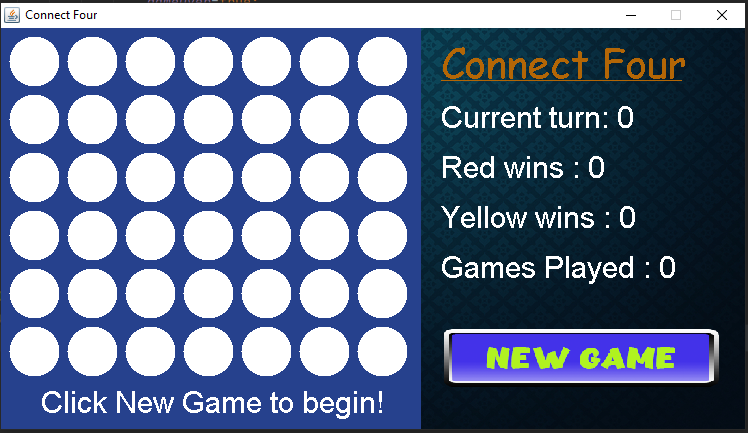 Connect Four
Connect Four
Current turn: 0
Red wins : 0
Yellow wins : 0
Games Played : 0
NEW GAME
Click New Game to begin!